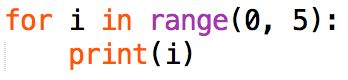 for i in range(0, 5):
    print(i)